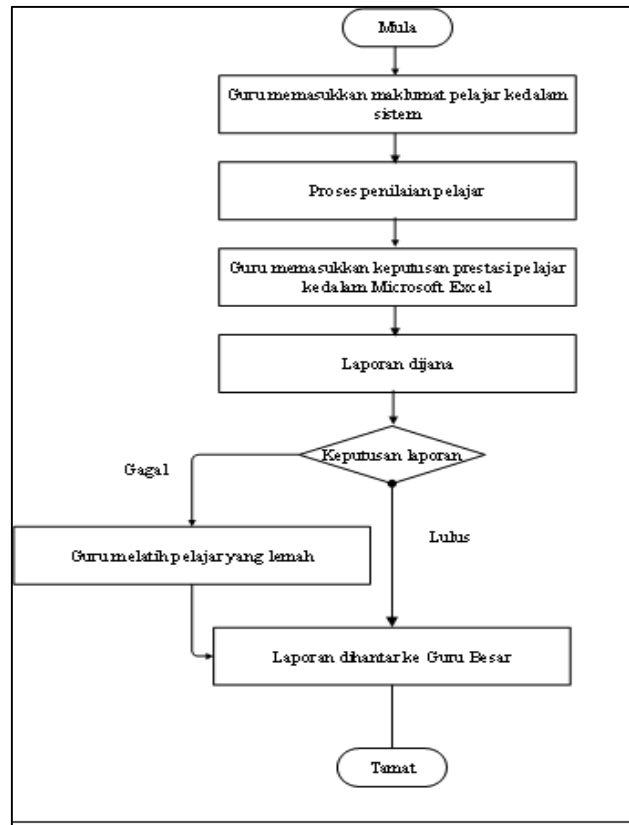 Mula
Guru memasukkan maklumat pelajar kedalam
sistem
Proses penilaian pelajar
Guru memasukkan keputusan prestasi pelajar
kedalam Microsoft Excel
Laporan dijana
Keputusan laporan
Gagal
Lulus
Guru melatih pelajar yang lemah
Laporan dihantar ke Guru Besar
Tamat